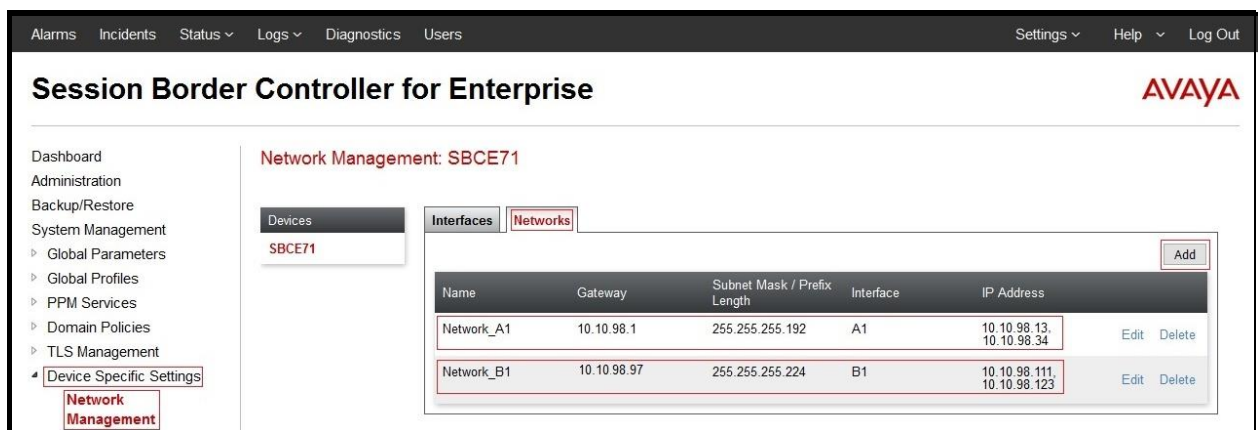 Alarms Incidents Status Logs Diagnostics Users Settings Help Log Out
Session Border Controller for Enterprise
AVAYA
Dashboard
Administration
Backup/Restore
System Management
Global Parameters
Global Profiles
PPM Services
Domain Policies
TLS Management
Device Specific Settings
Network
Management
Network Management: SBCE71
Devices
SBCE71
Interfaces Networks
Add
Name Gateway Subnet Mask / Prefix Length Interface IP Address
Network_A1 10.10.98.1 255.255.255.192 A1 10.10.98.13, 10.10.98.34 Edit Delete
Network_B1 10.10.98.97 255.255.255.224 B1 10.10.98.111, 10.10.98.123 Edit Delete